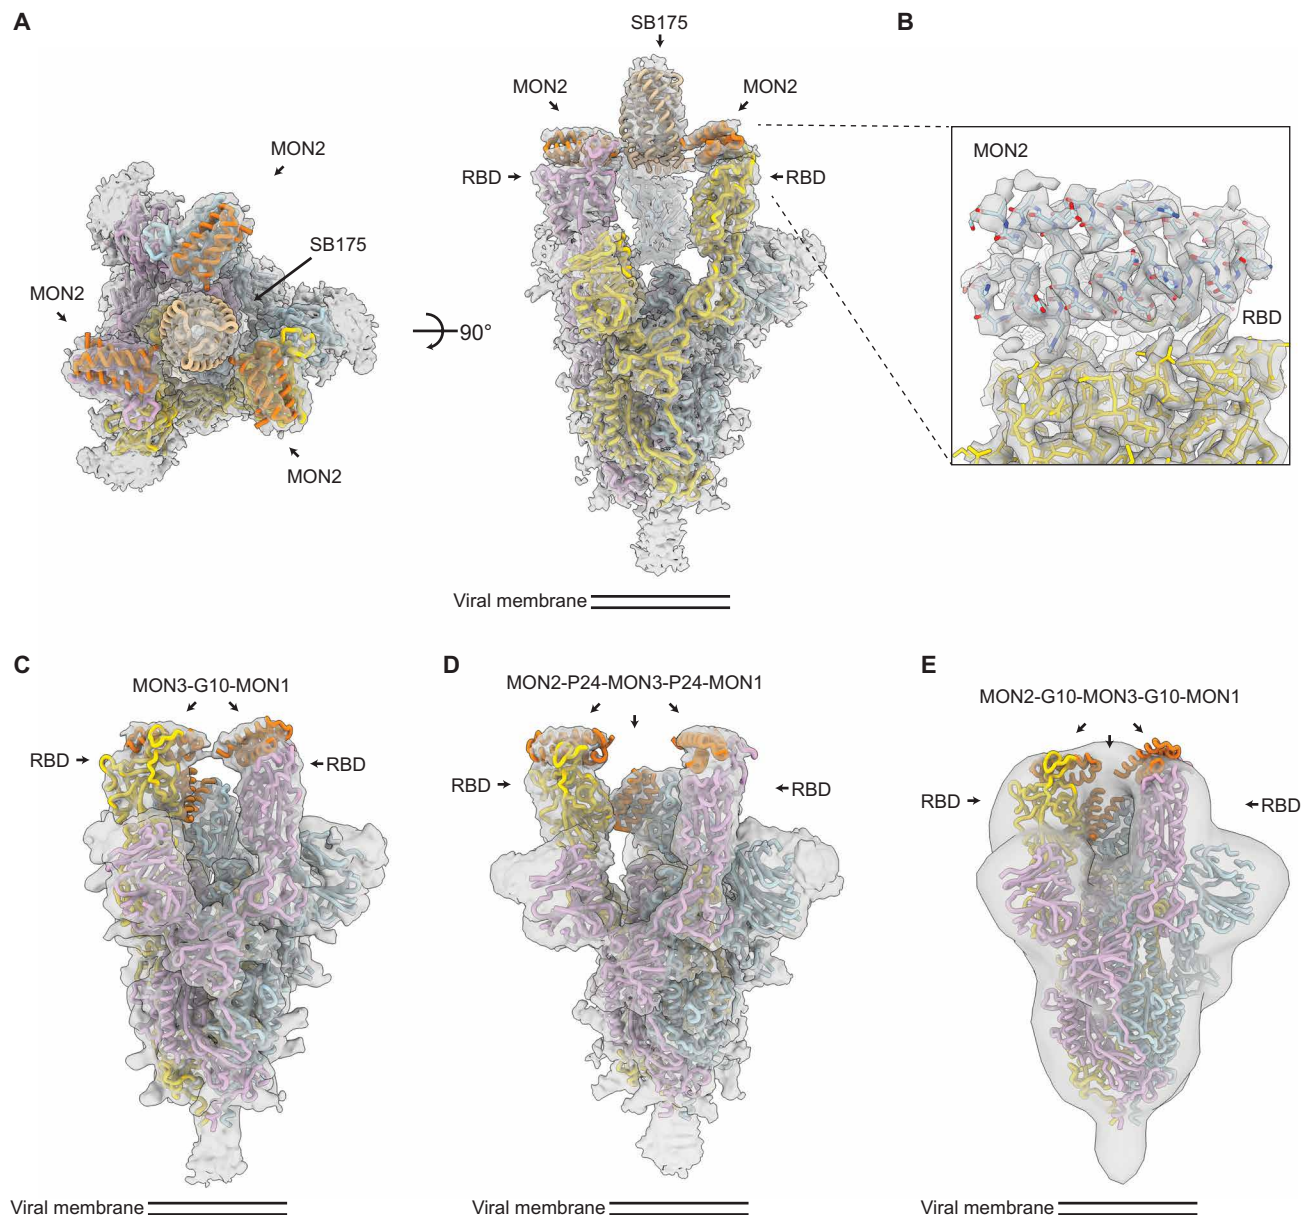 A
SB175
B
MON2
MON2
MON2
RBD
RBD
SB175
MON2
MON2
90°
MON2
RBD
Viral membrane
C
MON3-G10-MON1
RBD
RBD
Viral membrane
D
MON2-P24-MON3-P24-MON1
RBD
RBD
Viral membrane
E
MON2-G10-MON3-G10-MON1
RBD
RBD
Viral membrane